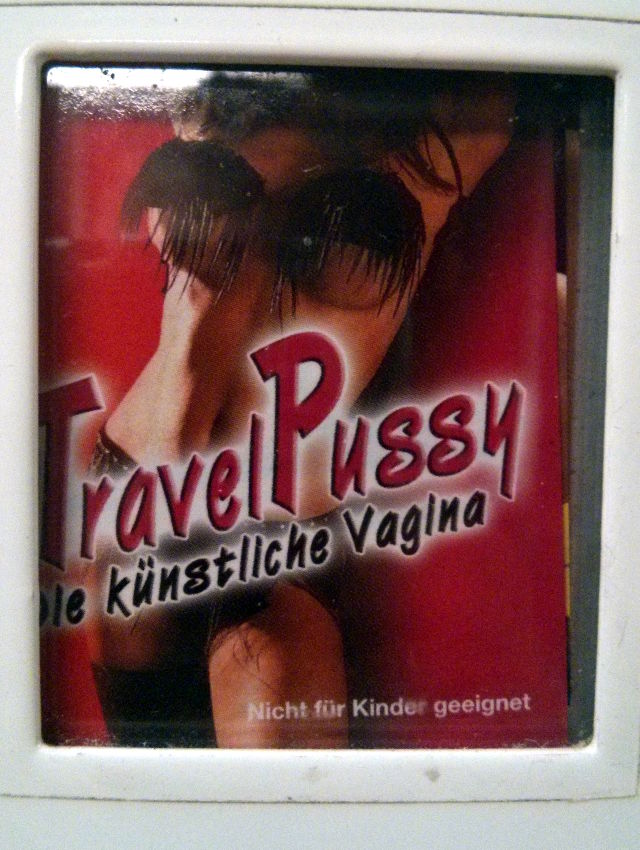 TravelPussy
Die künstliche Vagina
Nicht für Kinder geeignet